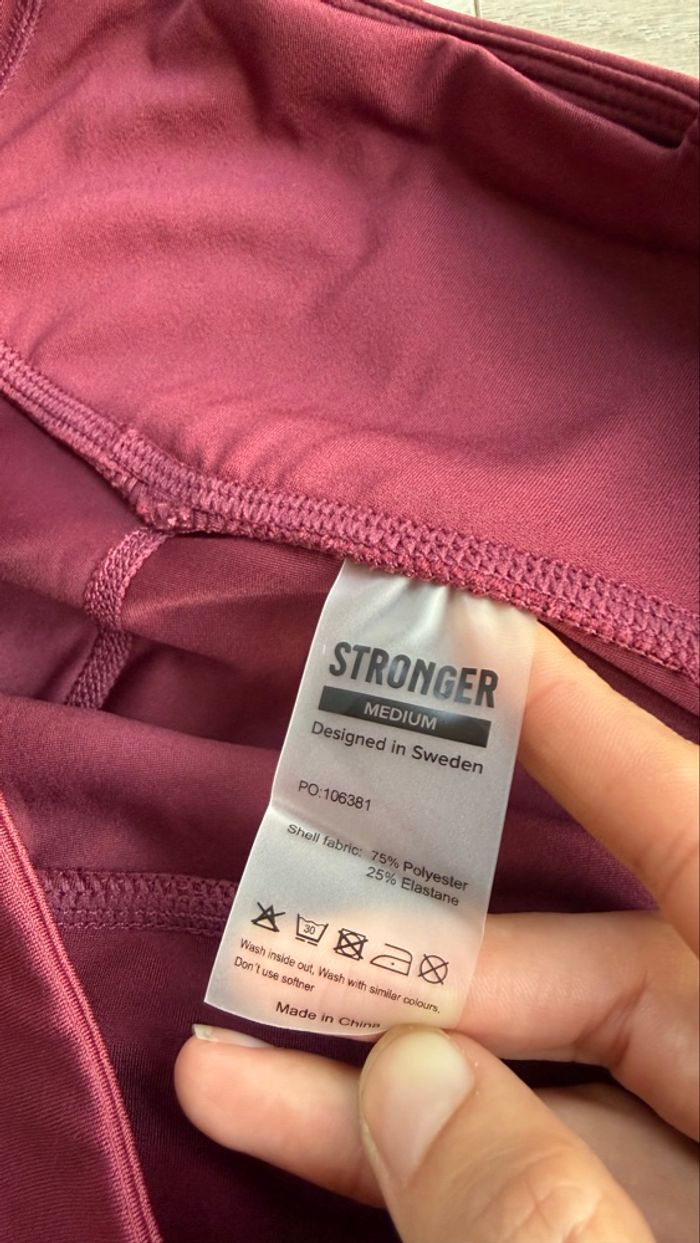 STRONGER
MEDIUM
Designed in Sweden
PO:106381
Shell fabric: 75% Polyester
25% Elastane
30
Wash inside out, Wash with similar colours,
Don't use softner
Made in China